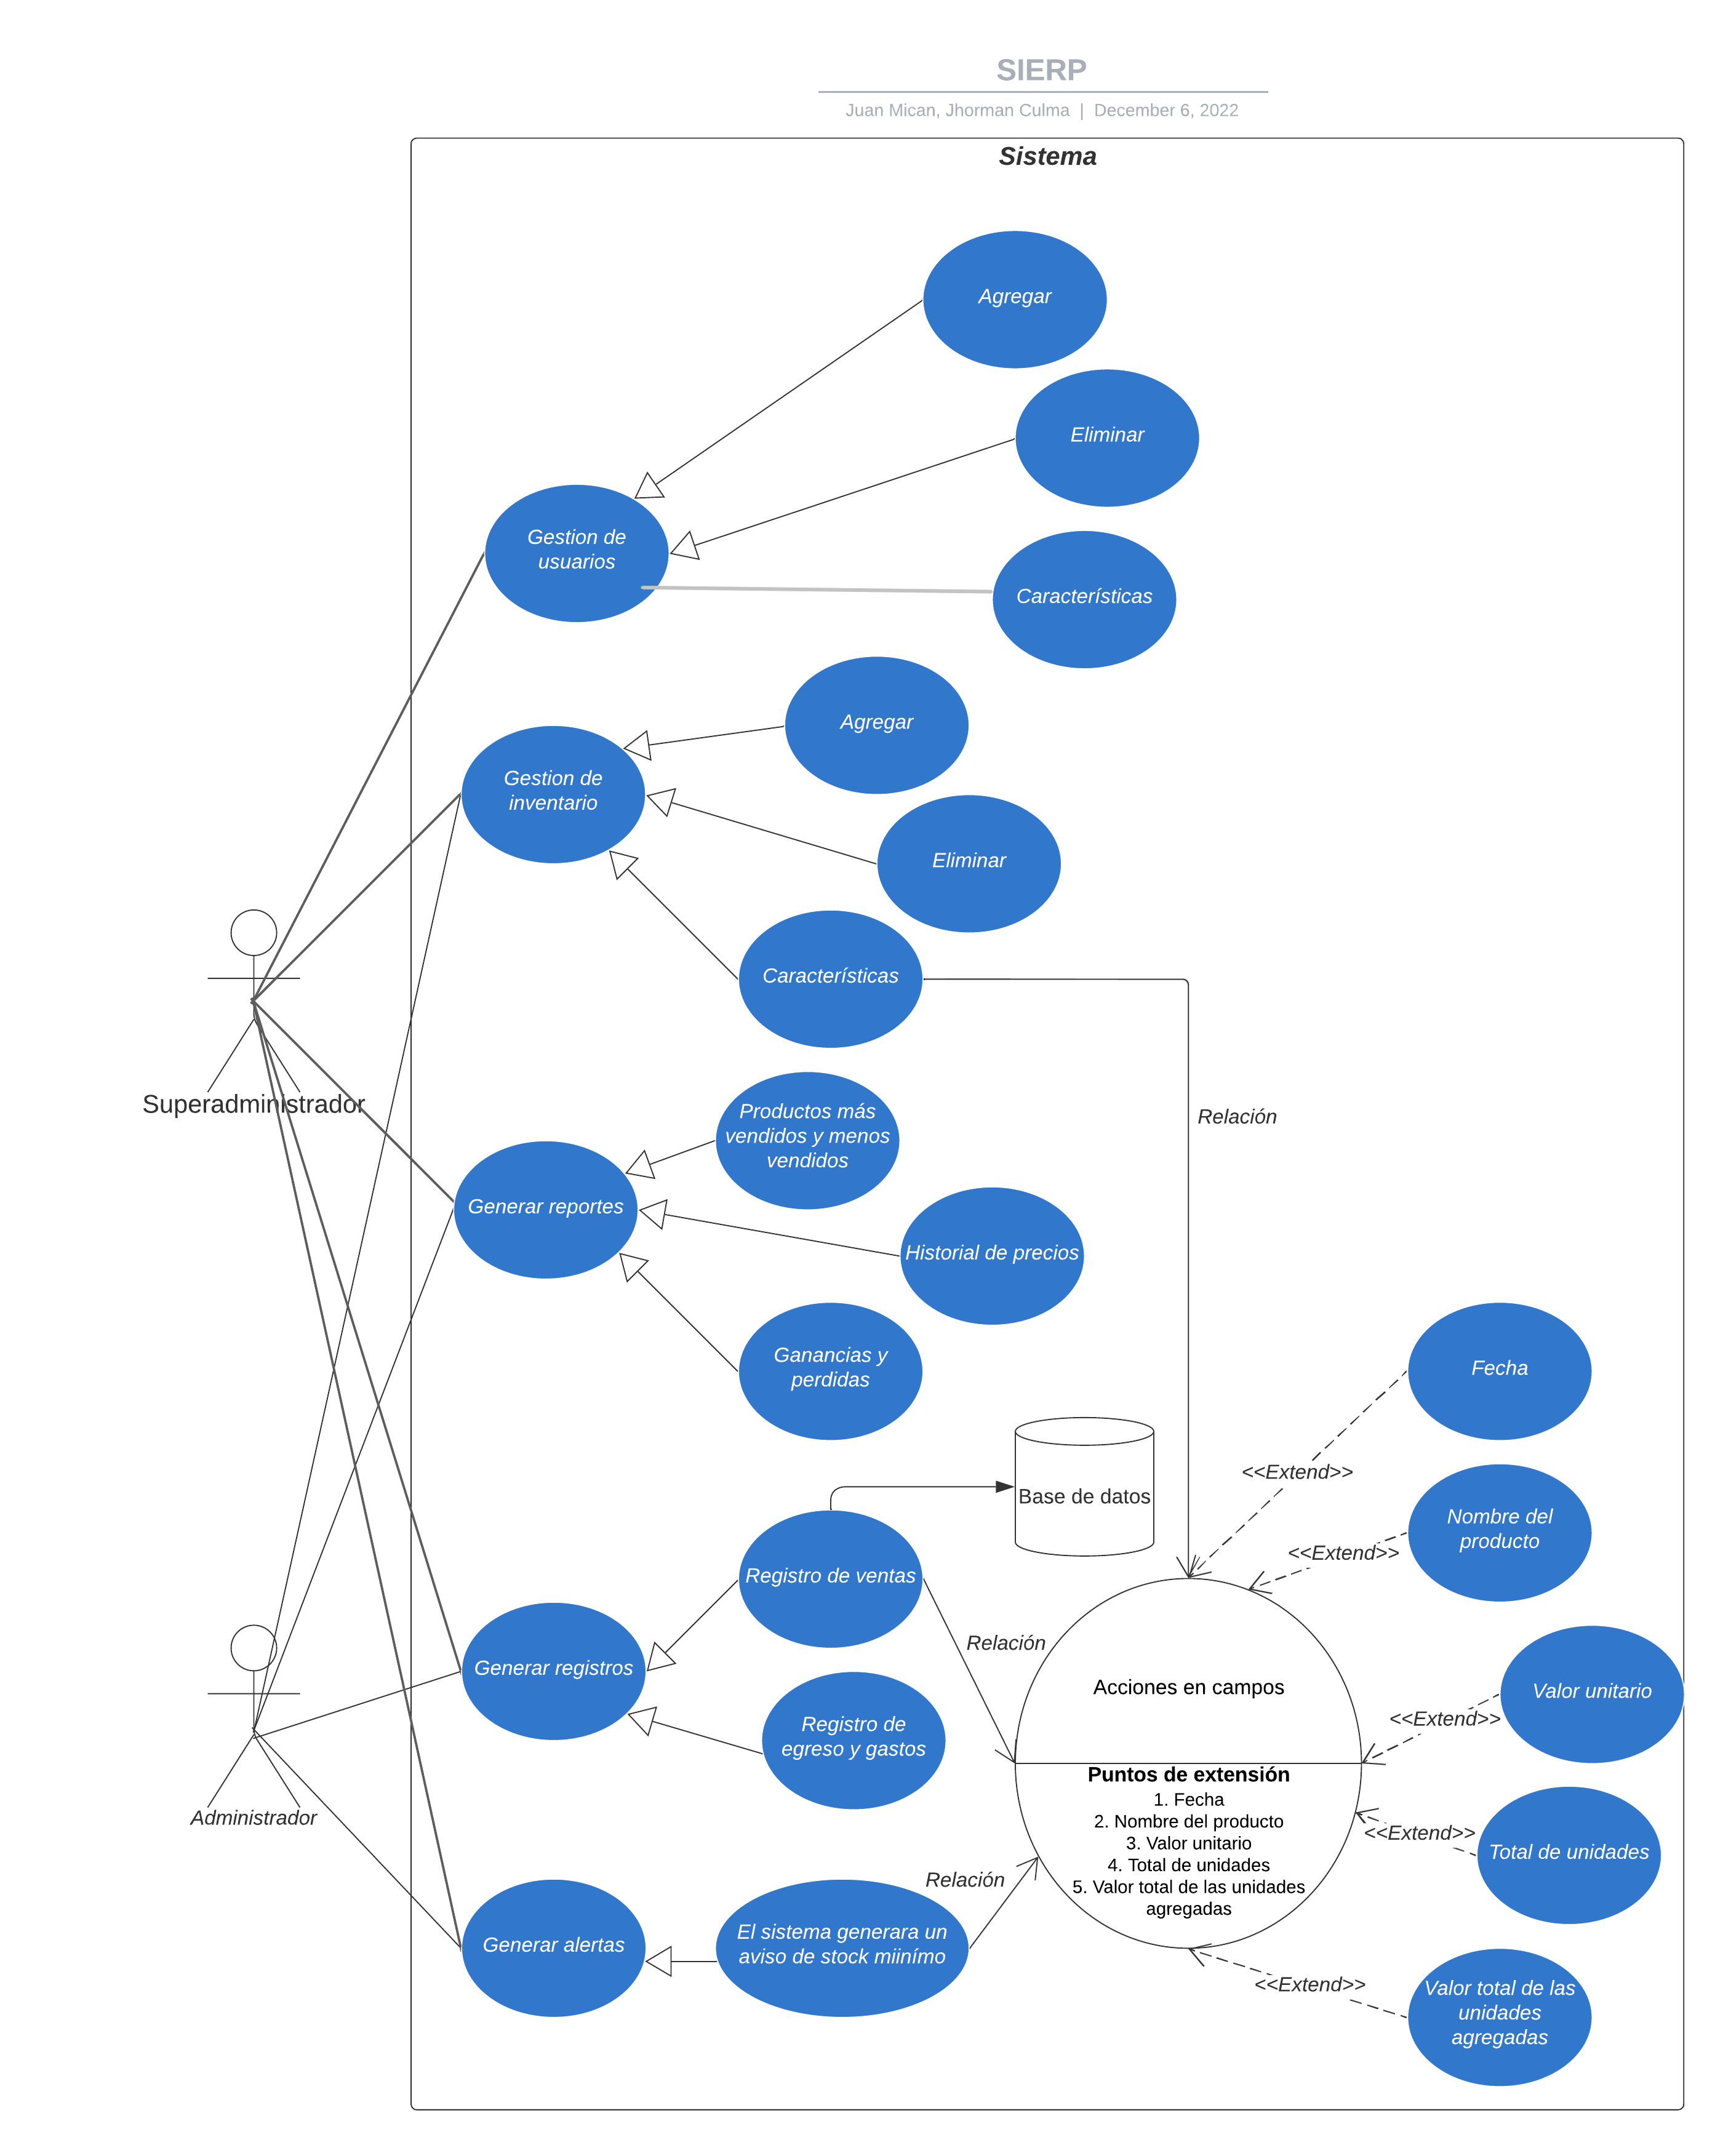 SIERP
Juan Mican, Jhorman Culma | December 6, 2022
Sistema
Agregar
Eliminar
Gestion de
usuarios
Características
Agregar
Gestion de
inventario
Eliminar
Características
Superadministrador
Relación
Productos más
vendidos y menos
vendidos
Generar reportes
Historial de precios
Ganancias y
perdidas
Fecha
<<Extend>>
Base de datos
Nombre del
producto
<<Extend>>
Registro de ventas
Relación
Generar registros
Acciones en campos
Valor unitario
<<Extend>>
Registro de
egreso y gastos
Puntos de extensión
1. Fecha
2. Nombre del producto
3. Valor unitario
4. Total de unidades
5. Valor total de las unidades
agregadas
Administrador
<<Extend>>
Total de unidades
Relación
Generar alertas
El sistema generara un
aviso de stock miinímo
<<Extend>>
Valor total de las
unidades
agregadas